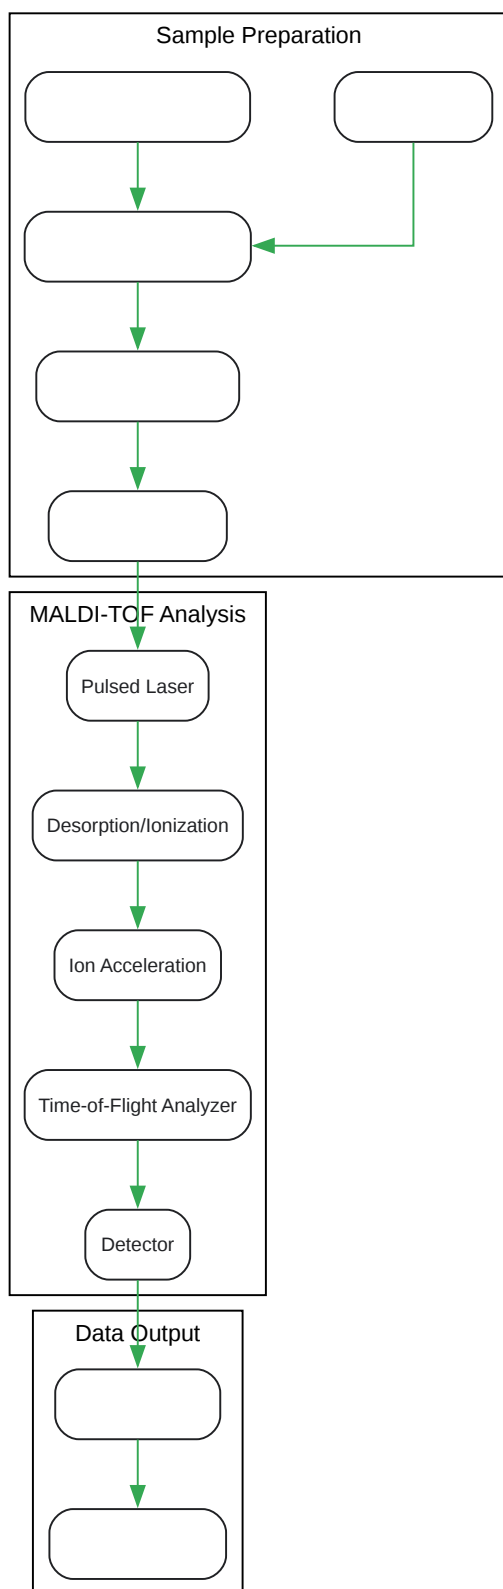 Sample Preparation
MALDI-TOF Analysis
Pulsed Laser
Desorption/Ionization
Ion Acceleration
Time-of-Flight Analyzer
Detector
Data Output